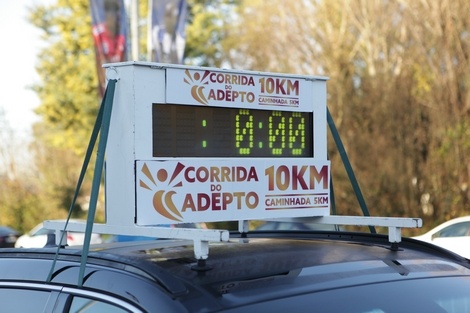 CORRIDA
DO
ADEPTO
10KM
CAMINHADA 5KM
: 0:00
CORRIDA
DO
ADEPTO
10KM
CAMINHADA 5KM